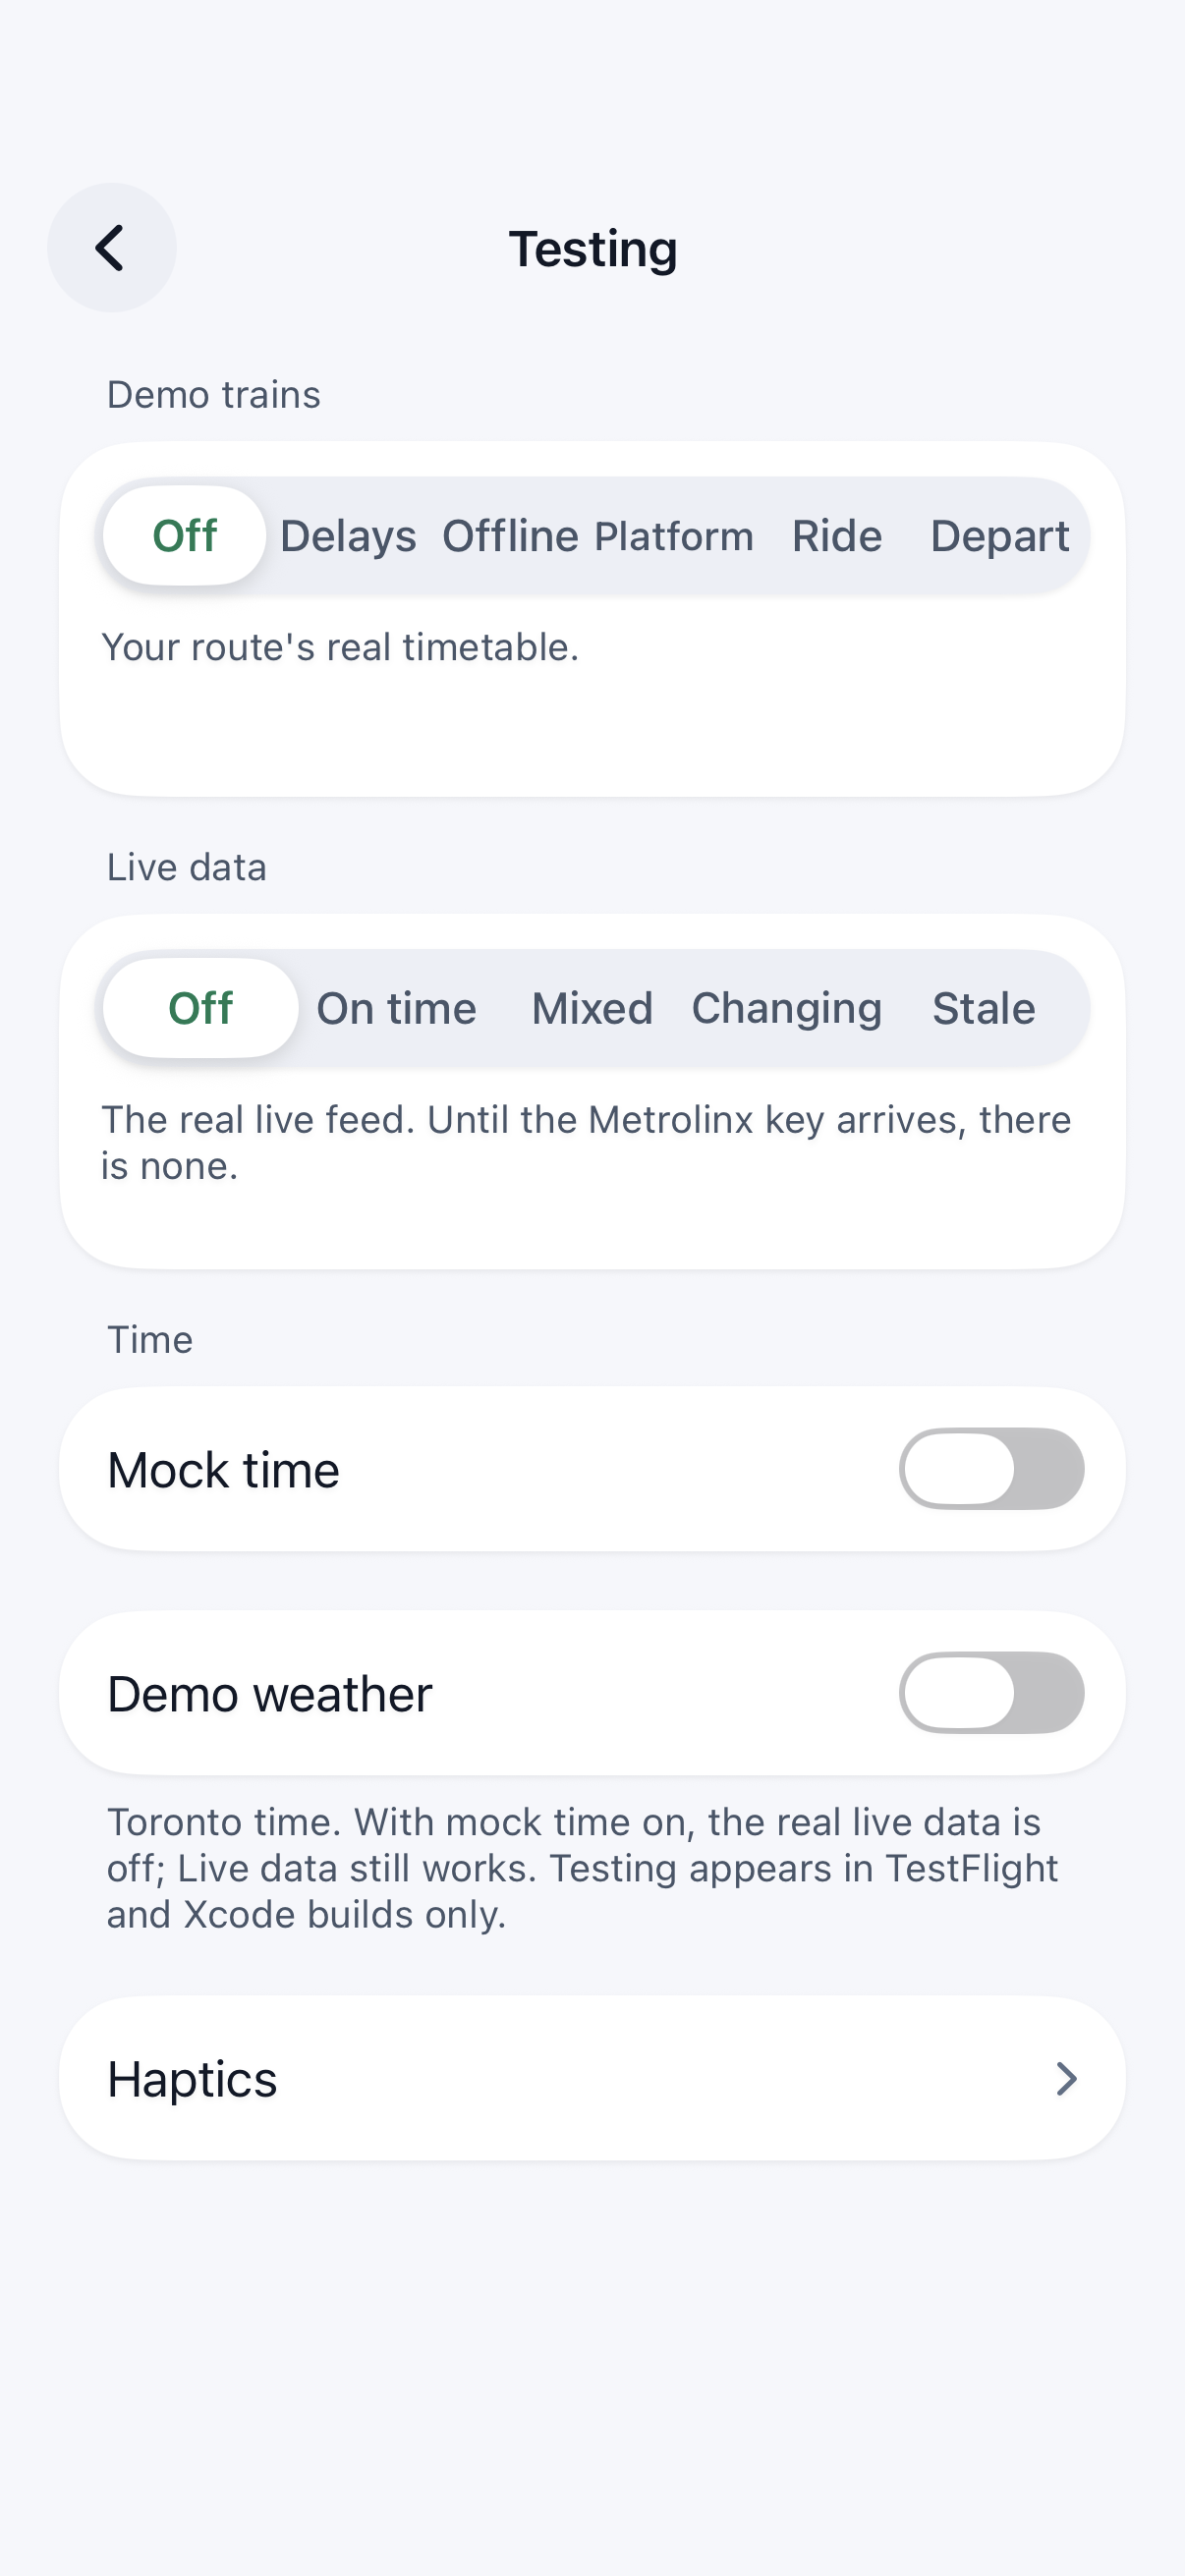 Testing
Demo trains
Off Delays Offline Platform Ride Depart
Your route's real timetable.
Live data
Off On time Mixed Changing Stale
The real live feed. Until the Metrolinx key arrives, there
is none.
Time
Mock time
Demo weather
Toronto time. With mock time on, the real live data is
off; Live data still works. Testing appears in TestFlight
and Xcode builds only.
Haptics